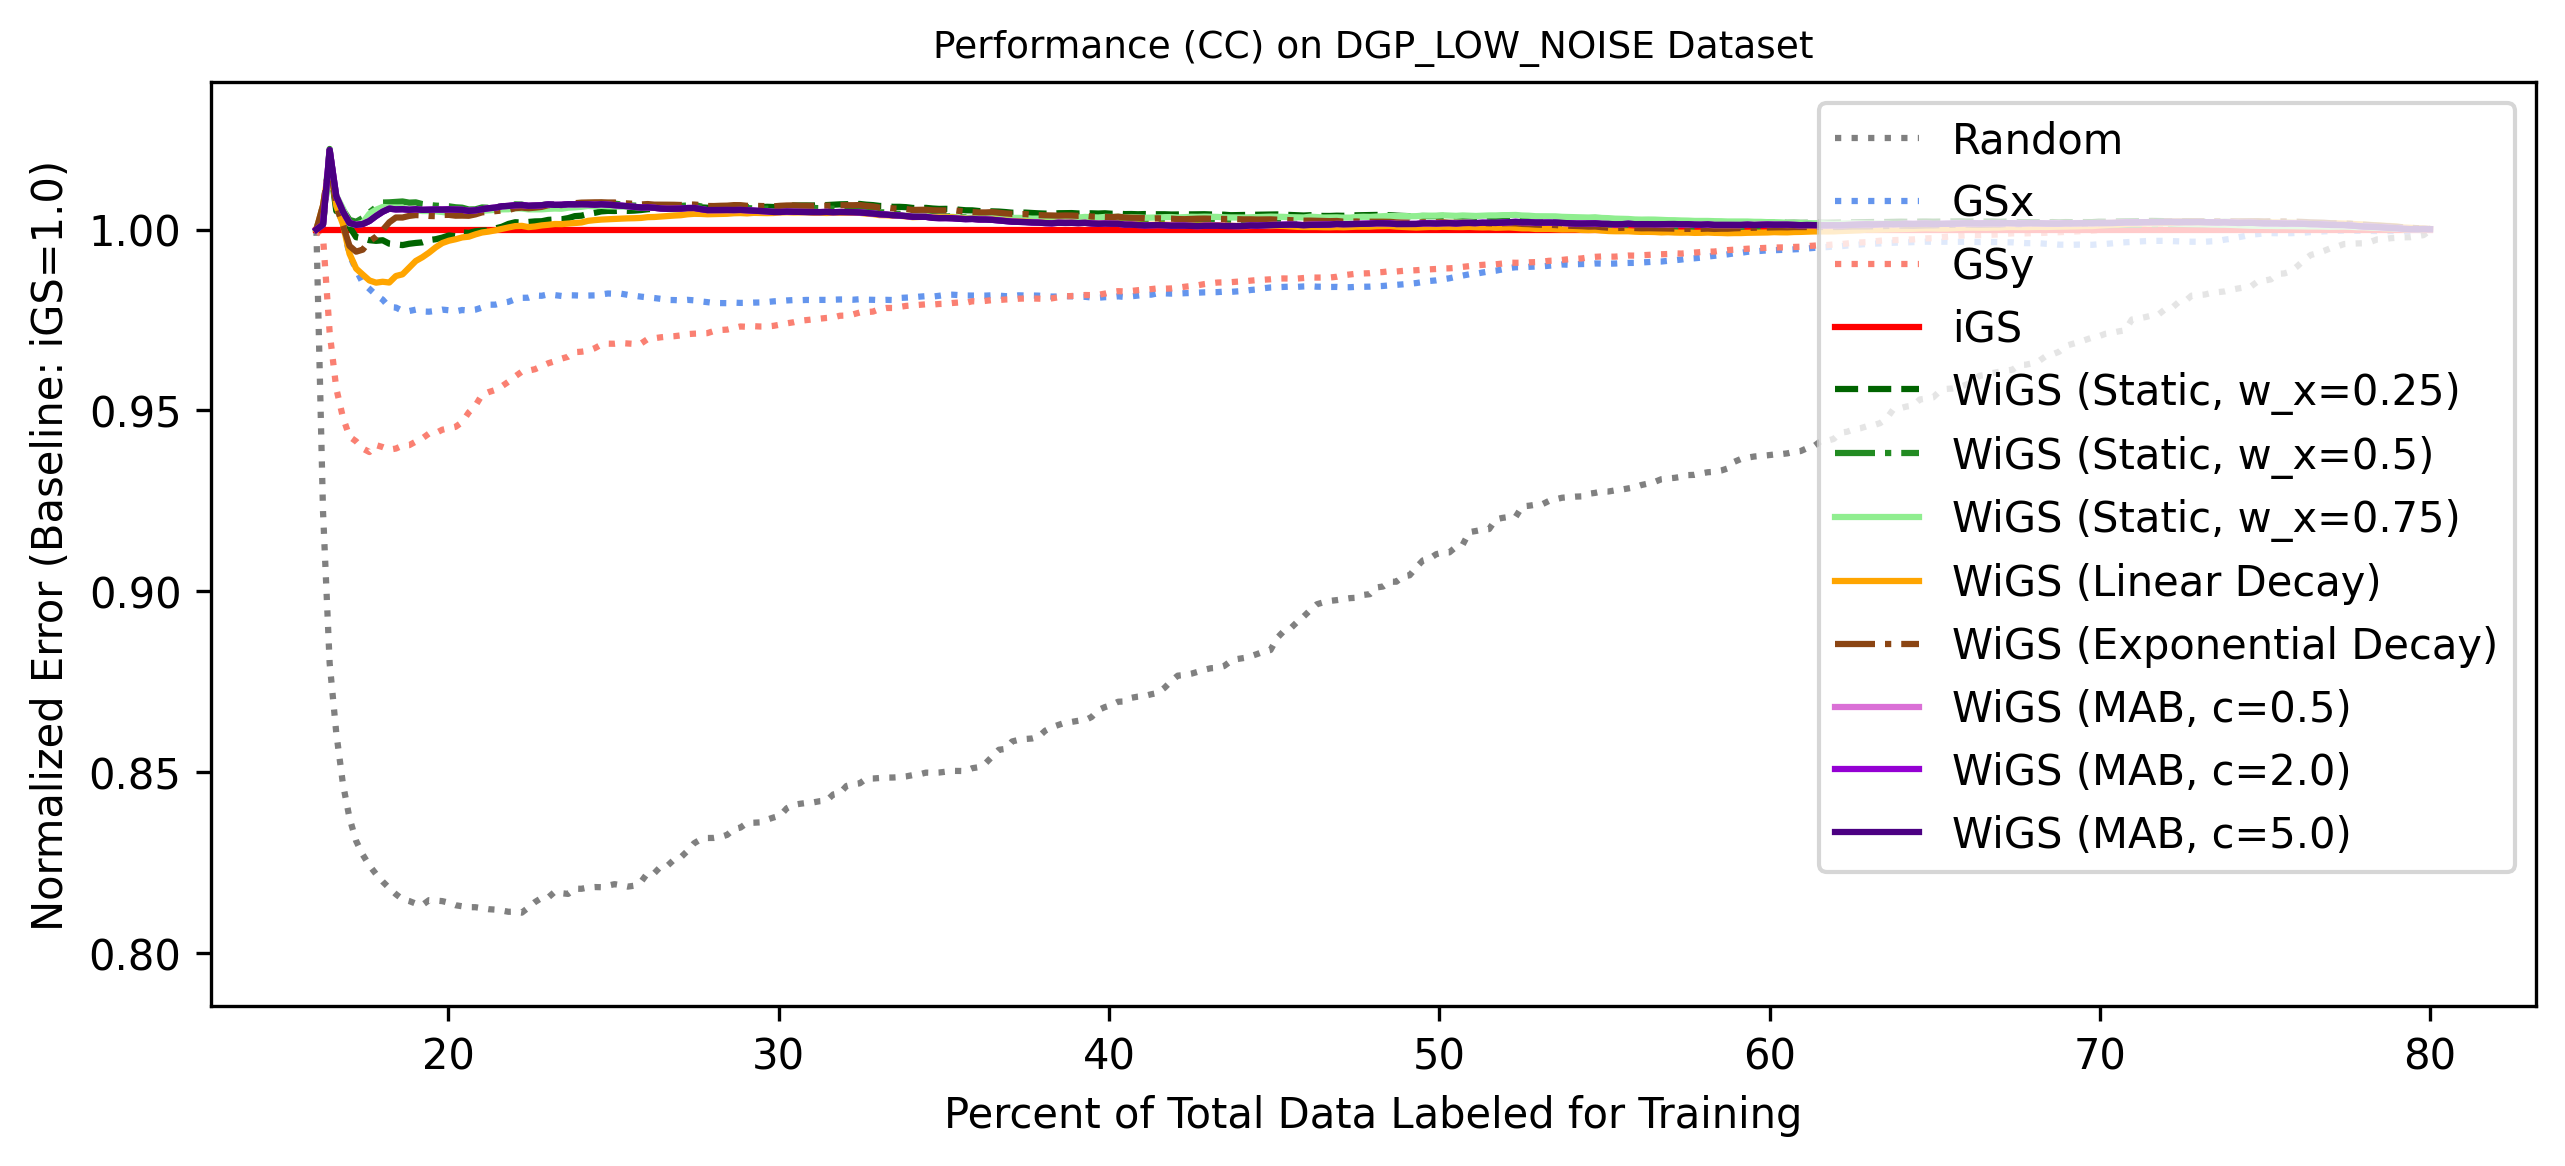 Performance (CC) on DGP_LOW_NOISE Dataset
Normalized Error (Baseline: iGS=1.0)
1.00
0.95
0.90
0.85
0.80
20 30 40 50 60 70 80
Percent of Total Data Labeled for Training
Random
GSx
GSy
iGS
WiGS (Static, w_x=0.25)
WiGS (Static, w_x=0.5)
WiGS (Static, w_x=0.75)
WiGS (Linear Decay)
WiGS (Exponential Decay)
WiGS (MAB, c=0.5)
WiGS (MAB, c=2.0)
WiGS (MAB, c=5.0)